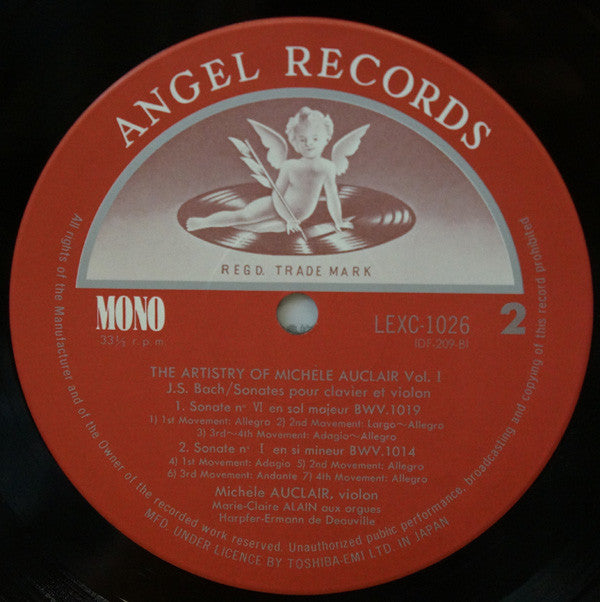 ANGEL RECORDS
REGD. TRADE MARK
MONO
33⅓ r.p.m.
LEXC-1026
(DF-209-B)
2
THE ARTISTRY OF MICHELE AUCLAIR Vol. 1
J.S. Bach/Sonates pour clavier et violon
1. Sonate n° VI en sol majeur BWV.1019
1) 1st Movement: Allegro 2) 2nd Movement: Largo~Allegro
3) 3rd~4th Movement: Adagio~Allegro
2. Sonate n° I en si mineur BWV.1014
4) 1st Movement: Adagio 5) 2nd Movement: Allegro
6) 3rd Movement: Andante 7) 4th Movement: Allegro
Michele AUCLAIR, violon
Marie-Claire ALAIN aux orgues
Harpfer-Ermann de Deauville
All rights of the Manufacturer and of the Owner of the recorded work reserved. Unauthorized public performance, broadcasting and copying of this record prohibited
MFD. UNDER LICENCE BY TOSHIBA-EMI LTD. IN JAPAN